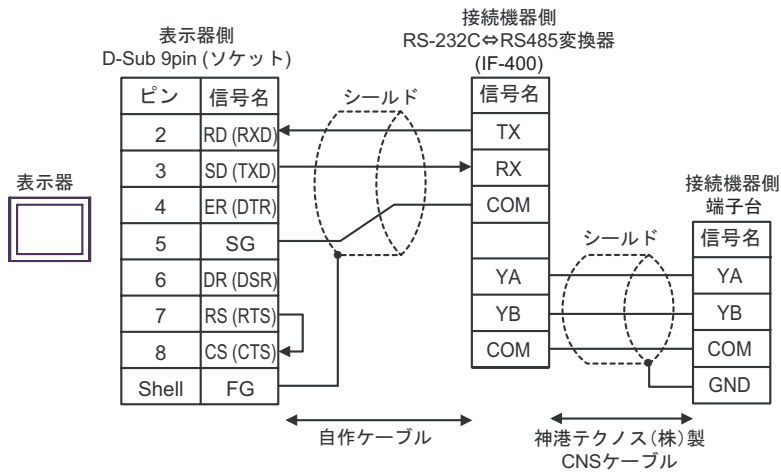 表示器側
D-Sub 9pin (ソケット)
接続機器側
RS-232C⇔RS485変換器
(IF-400)
ピン 信号名
2 RD (RXD)
3 SD (TXD)
4 ER (DTR)
5 SG
6 DR (DSR)
7 RS (RTS)
8 CS (CTS)
Shell FG
表示器
シールド
信号名
TX
RX
COM
YA
YB
COM
シールド
接続機器側
端子台
信号名
YA
YB
COM
GND
自作ケーブル
神港テクノス(株)製
CNSケーブル